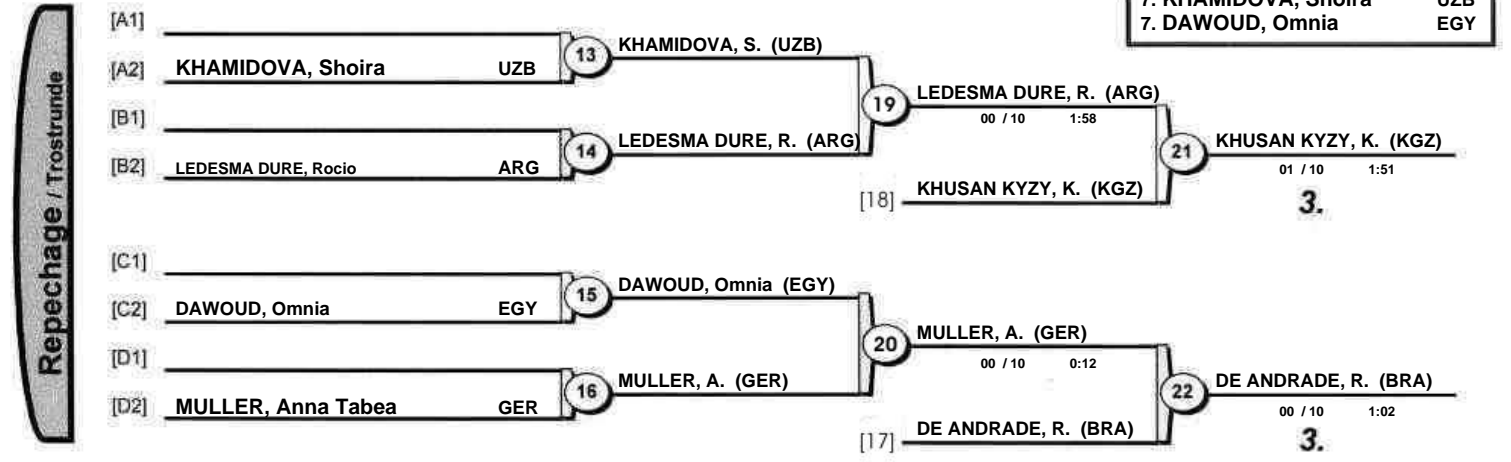 7. KHAMIDOVA, Shoira UZB
7. DAWOUD, Omnia EGY
Repechage / Trostrunde
[A1]
[A2] KHAMIDOVA, Shoira UZB
13 KHAMIDOVA, S. (UZB)
[B1]
[B2] LEDESMA DURE, Rocio ARG
14 LEDESMA DURE, R. (ARG)
19 LEDESMA DURE, R. (ARG)
00 / 10 1:58
[18] KHUSAN KYZY, K. (KGZ)
21 KHUSAN KYZY, K. (KGZ)
01 / 10 1:51
3.
[C1]
[C2] DAWOUD, Omnia EGY
15 DAWOUD, Omnia (EGY)
[D1]
[D2] MULLER, Anna Tabea GER
16 MULLER, A. (GER)
20 MULLER, A. (GER)
00 / 10 0:12
[17] DE ANDRADE, R. (BRA)
22 DE ANDRADE, R. (BRA)
00 / 10 1:02
3.